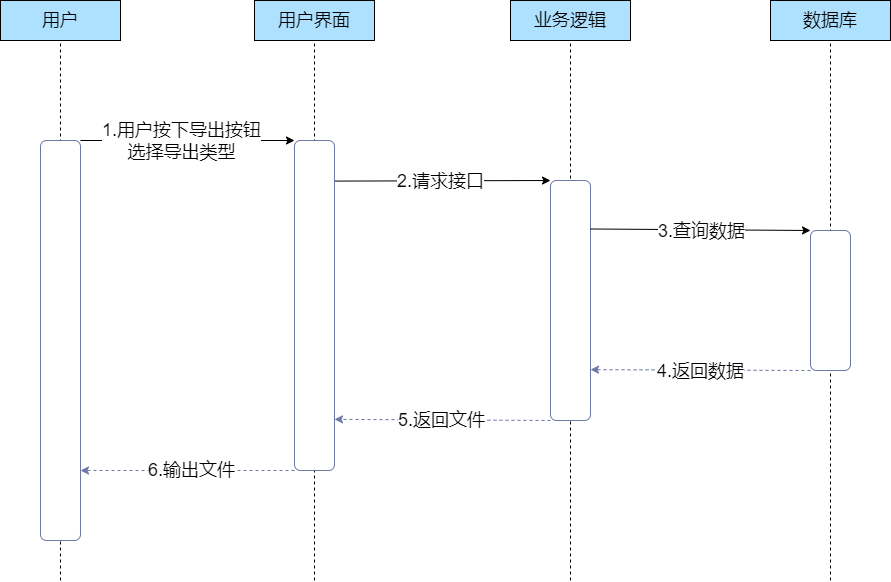 用户
用户界面
业务逻辑
数据库
1.用户按下导出按钮
选择导出类型
2.请求接口
3.查询数据
4.返回数据
5.返回文件
6.输出文件